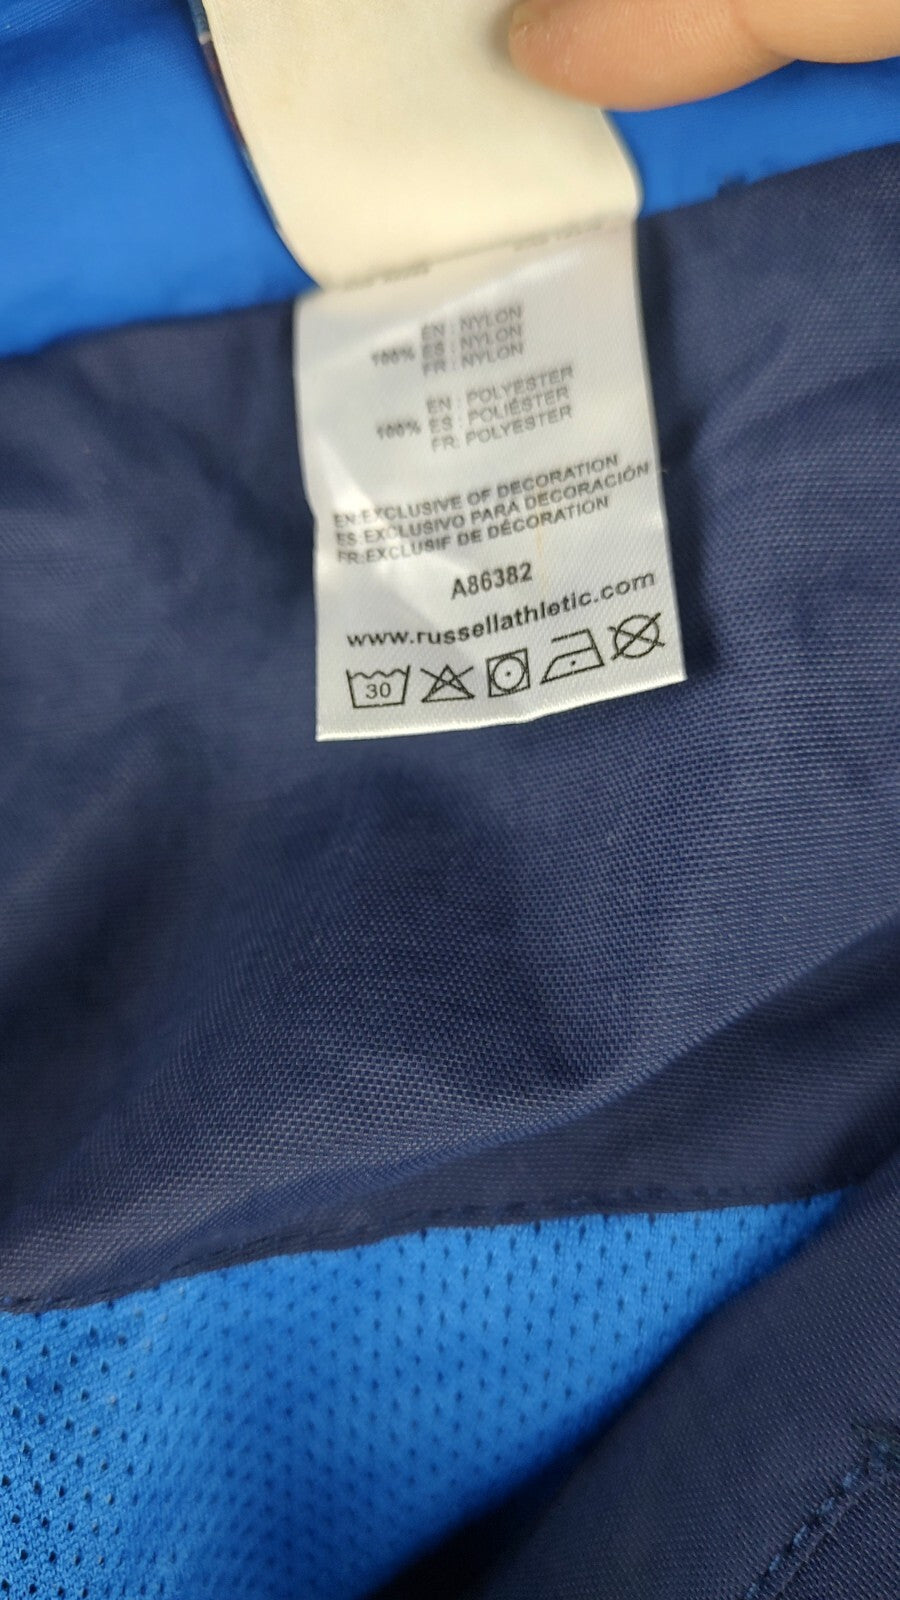 EN : NYLON
100% ES : NYLON
FR : NYLON
EN : POLYESTER
100% ES : POLIÉSTER
FR: POLYESTER
EN:EXCLUSIVE OF DECORATION
ES:EXCLUSIVO PARA DECORACIÓN
FR:EXCLUSIF DE DÉCORATION
A86382
www.russellathletic.com
30